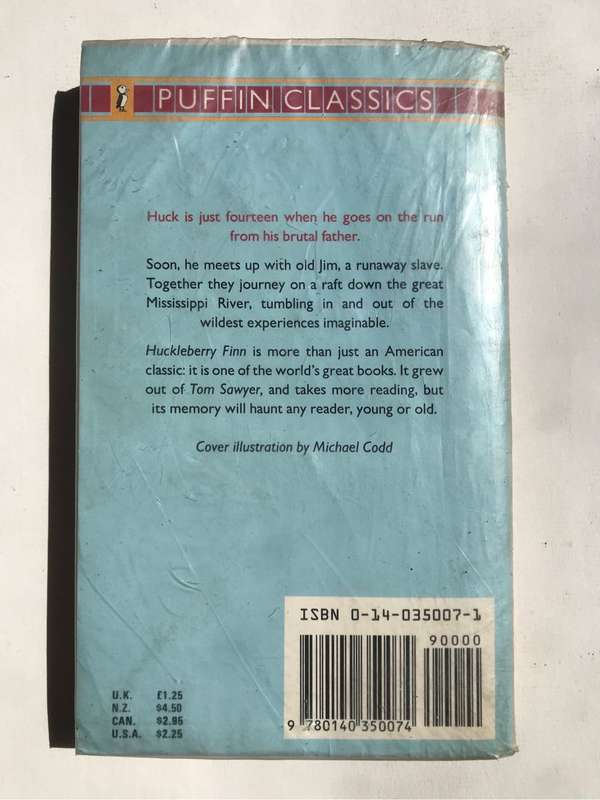 PUFFIN CLASSICS
Huck is just fourteen when he goes on the run
from his brutal father.
Soon, he meets up with old Jim, a runaway slave.
Together they journey on a raft down the great
Mississippi River, tumbling in and out of the
wildest experiences imaginable.
Huckleberry Finn is more than just an American
classic: it is one of the world's great books. It grew
out of Tom Sawyer, and takes more reading, but
its memory will haunt any reader, young or old.
Cover illustration by Michael Codd
ISBN 0-14-035007-1
90000
9 780140 350074
U.K. £1.25
N.Z. $4.50
CAN. $2.95
U.S.A. $2.25